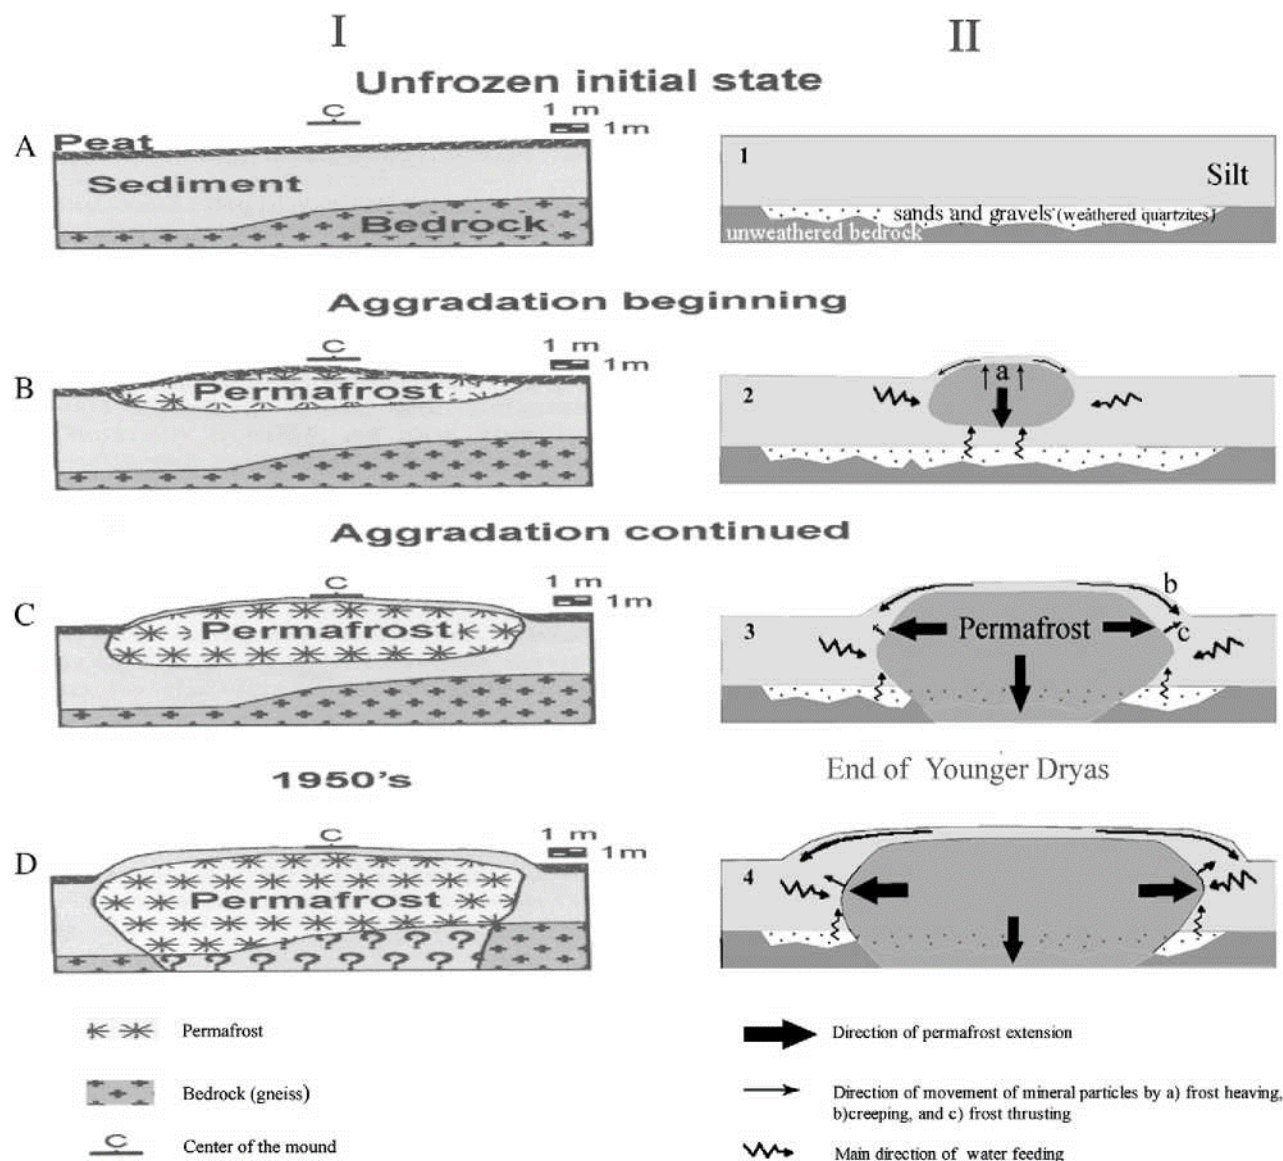 I
II
Unfrozen initial state
A
C
1 m
1m
Peat
Sediment
Bedrock
1
Silt
sands and gravels (weathered quartzites)
unweathered bedrock
Aggradation beginning
B
C
1 m
1m
Permafrost
2
a
Aggradation continued
C
C
1 m
1m
Permafrost
3
Permafrost
b
c
1950's
End of Younger Dryas
D
C
1 m
1m
Permafrost
? ? ? ?
? ? ? ? ? ? ?
4
Permafrost
Bedrock (gneiss)
C
Center of the mound
Direction of permafrost extension
Direction of movement of mineral particles by a) frost heaving,
b)creeping, and c) frost thrusting
Main direction of water feeding